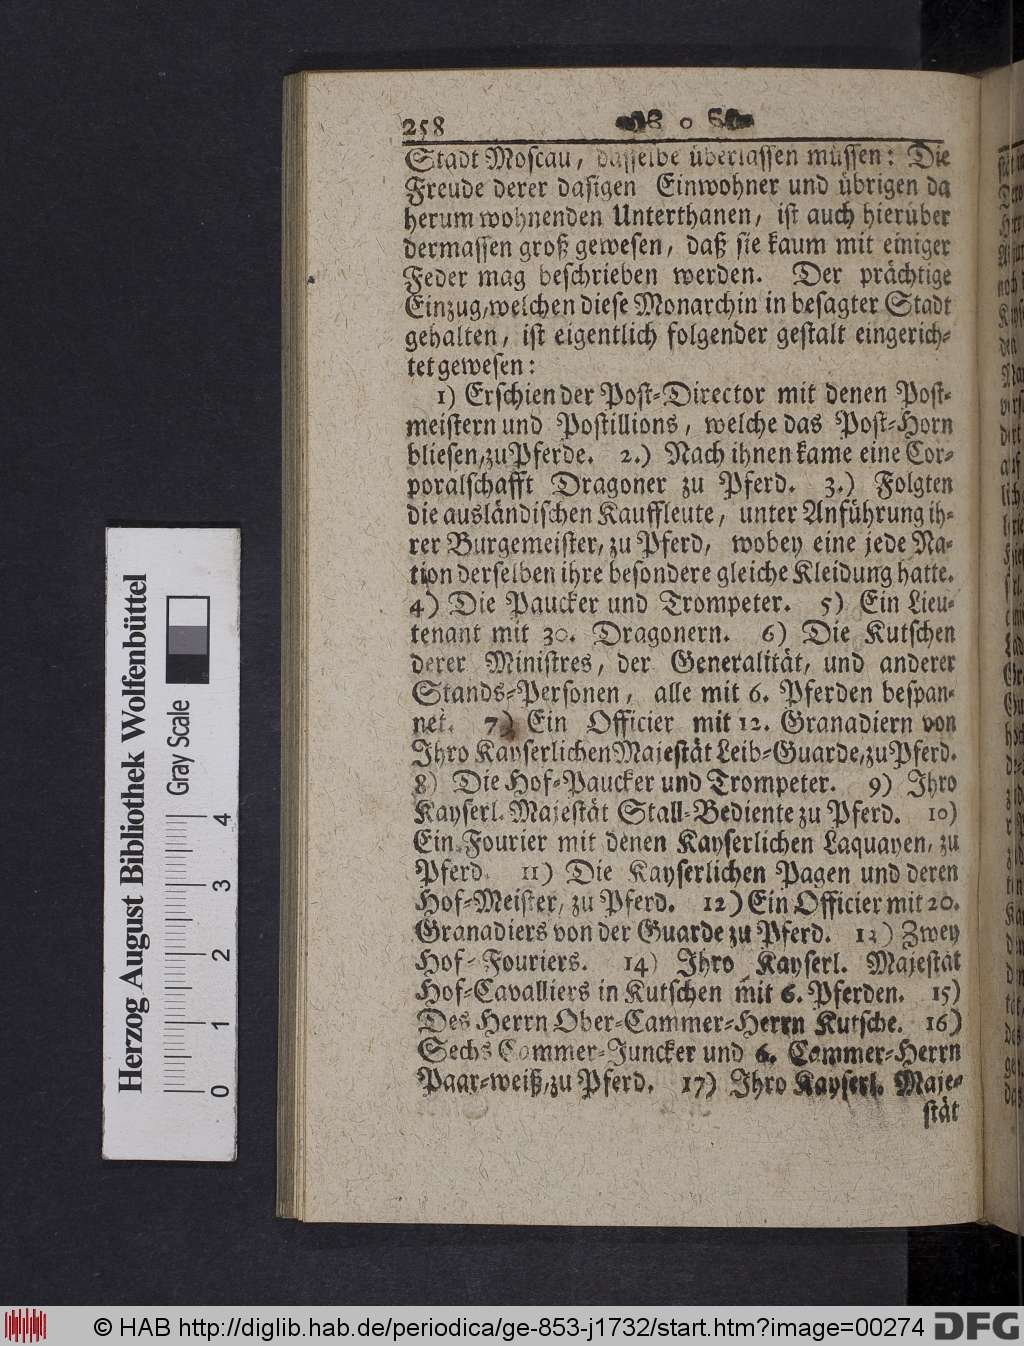 258
Stadt Moscau, dasselbe überlassen müssen: Die
Freude derer dasigen Einwohner und übrigen da
herum wohnenden Unterthanen, ist auch hierüber
dermassen groß gewesen, daß sie kaum mit einiger
Feder mag beschrieben werden. Der prächtige
Einzug, welchen diese Monarchin in besagter Stadt
gehalten, ist eigentlich folgender gestalt eingerich-
tet gewesen:
1) Erschien der Post-Director mit denen Post-
meistern und Postillions, welche das Post-Horn
bliesen, zu Pferde. 2.) Nach ihnen kame eine Cor-
poralschafft Dragoner zu Pferd. 3.) Folgten
die ausländischen Kauffleute, unter Anführung ih-
rer Burgemeister, zu Pferd, wobey eine jede Na-
tion derselben ihre besondere gleiche Kleidung hatte.
4) Die Paucker und Trompeter. 5) Ein Lieu-
tenant mit 30. Dragonern. 6) Die Kutschen
derer Ministres, der Generalität, und anderer
Stands-Personen, alle mit 6. Pferden bespan-
net. 7) Ein Officier mit 12. Granadiern von
Ihro Kayserlichen Majestät Leib-Guarde, zu Pferd.
8) Die Hof-Paucker und Trompeter. 9) Ihro
Kayserl. Majestät Stall-Bediente zu Pferd. 10)
Ein Fourier mit denen Kayserlichen Laquayen, zu
Pferd. 11) Die Kayserlichen Pagen und deren
Hof-Meister, zu Pferd. 12) Ein Officier mit 20.
Granadiers von der Guarde zu Pferd. 13) Zwey
Hof-Fouriers. 14) Ihro Kayserl. Majestät
Hof-Cavalliers in Kutschen mit 6. Pferden. 15)
Des Herrn Ober-Cammer-Herrn Kutsche. 16)
Sechs Cammer-Juncker und 6. Cammer-Herrn
Paar-weiß, zu Pferd. 17) Ihro Kayserl. Maje-
stät
Herzog August Bibliothek Wolfenbüttel
Gray Scale
0 1 2 3 4
© HAB http://diglib.hab.de/periodica/ge-853-j1732/start.htm?image=00274
DFG